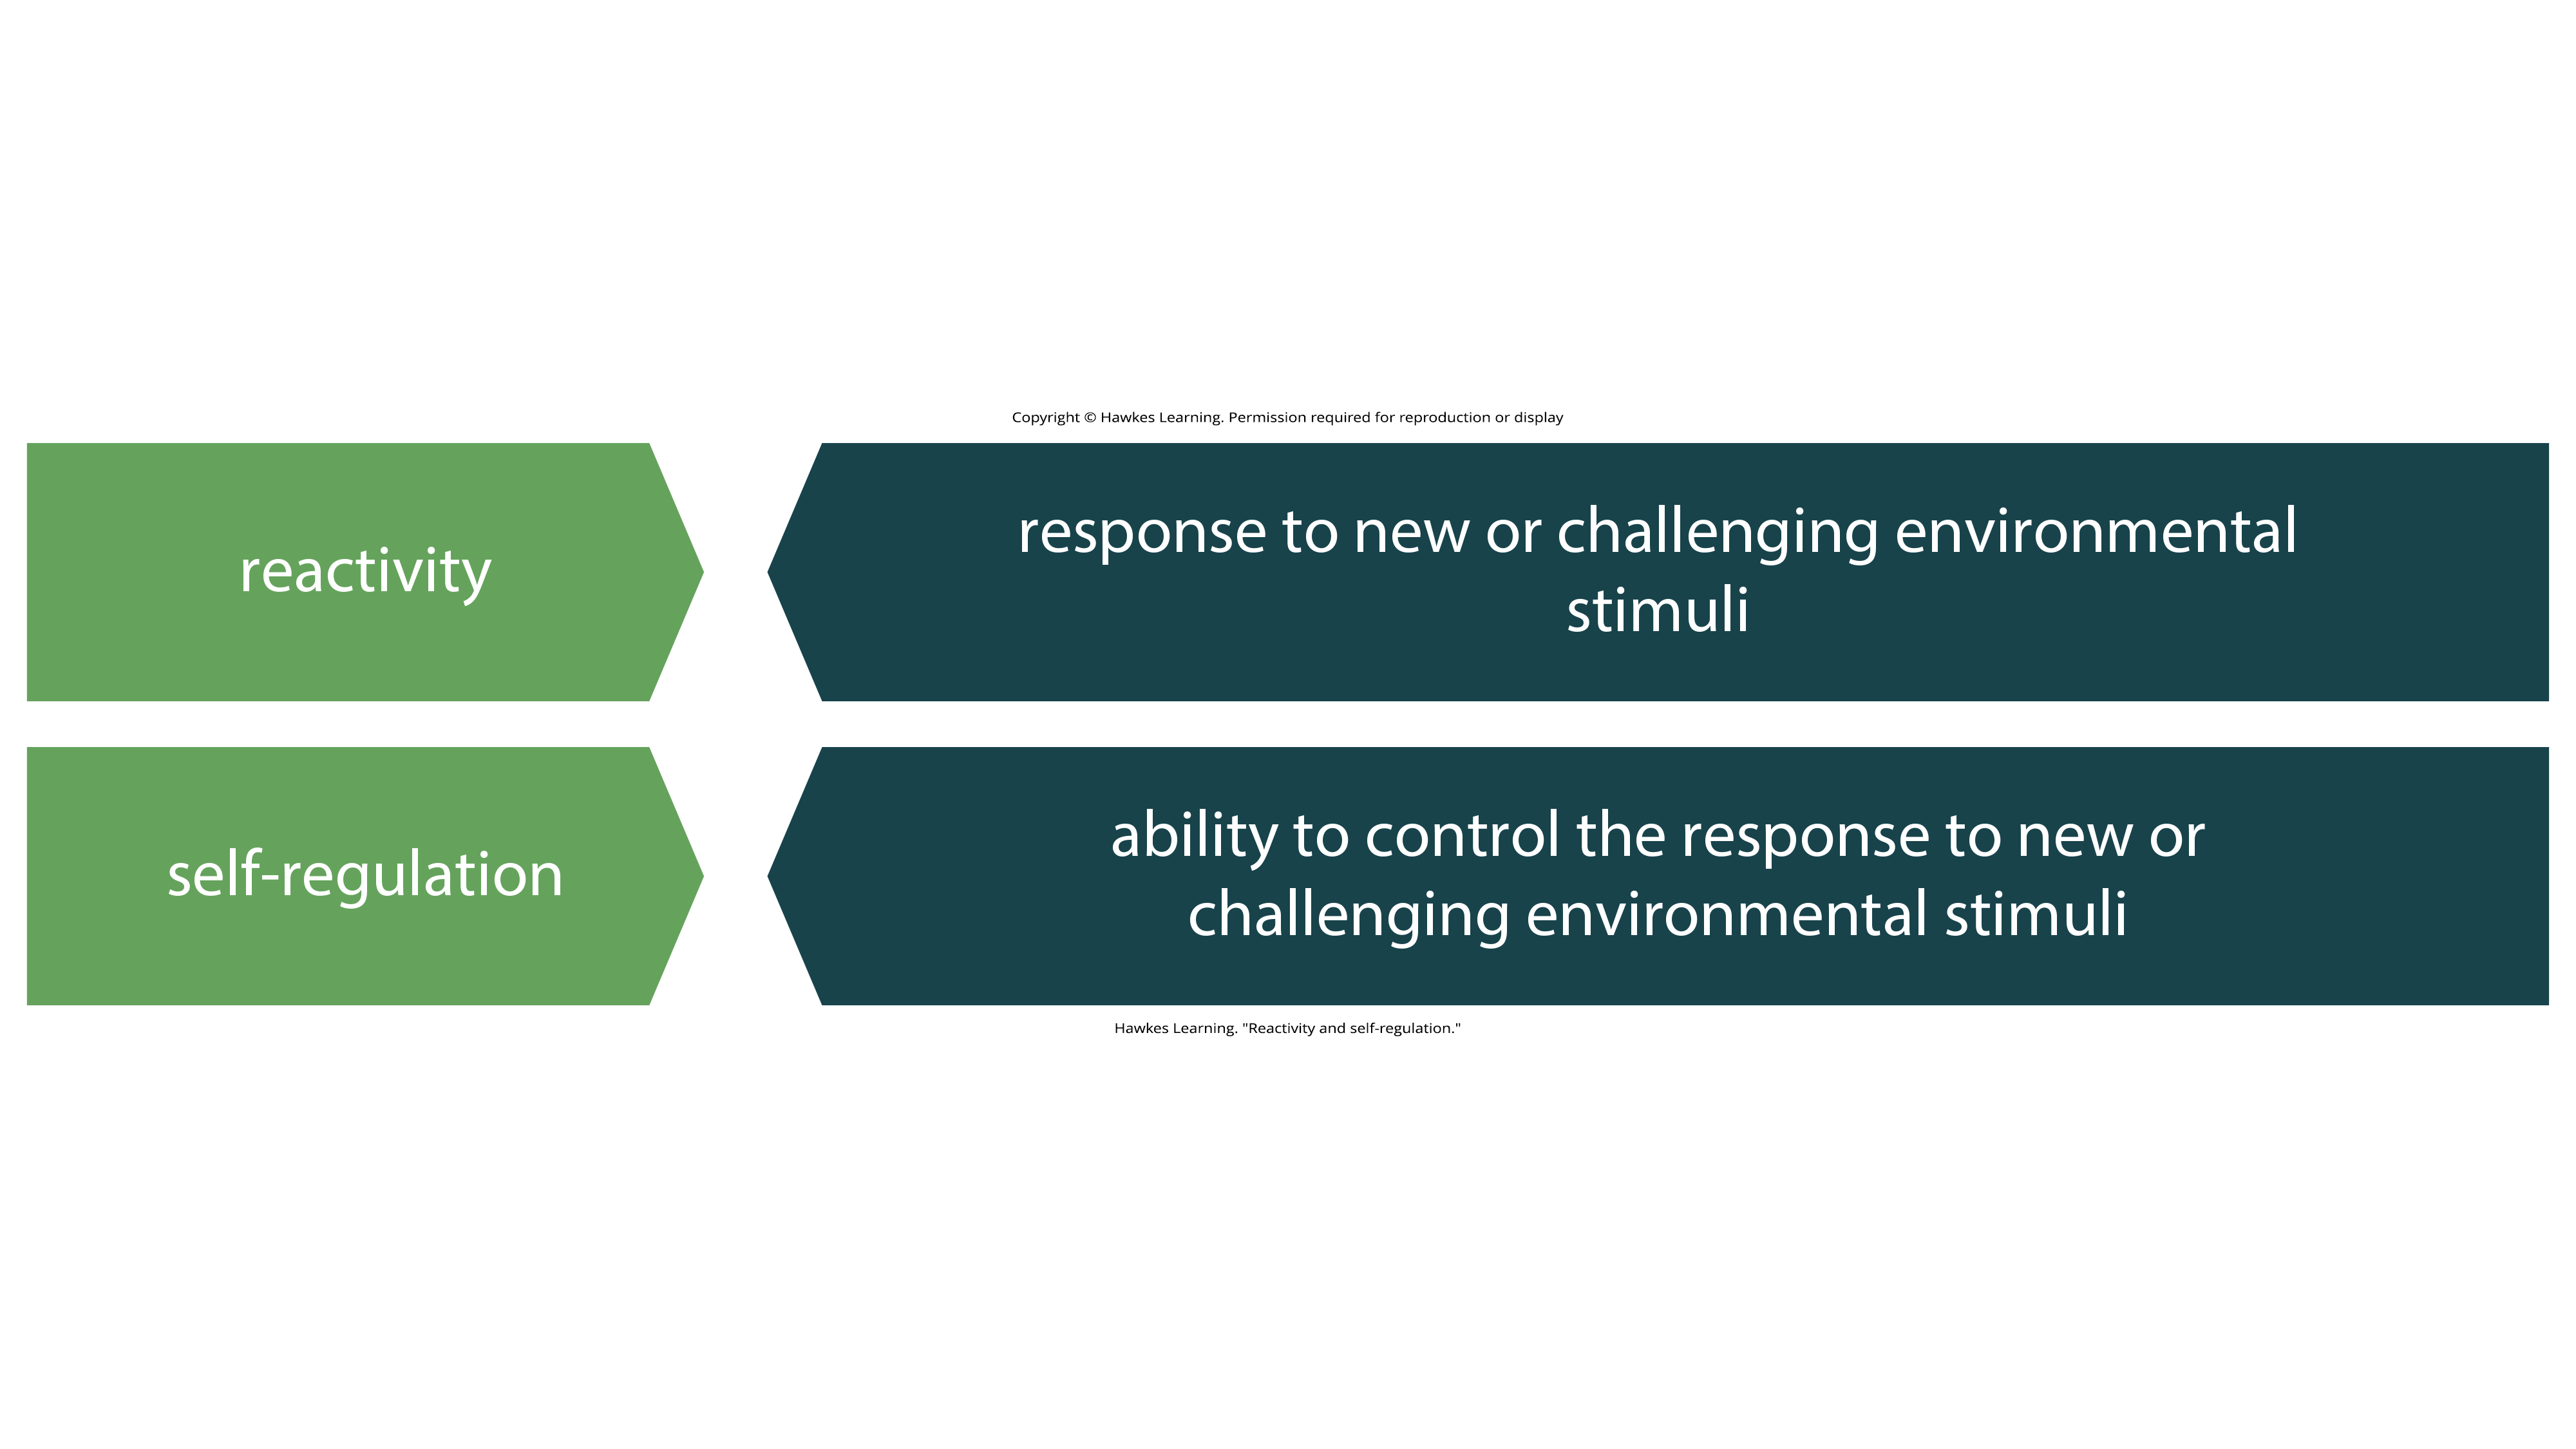 Copyright © Hawkes Learning. Permission required for reproduction or display
reactivity
response to new or challenging environmental
stimuli
self-regulation
ability to control the response to new or
challenging environmental stimuli
Hawkes Learning. "Reactivity and self-regulation."